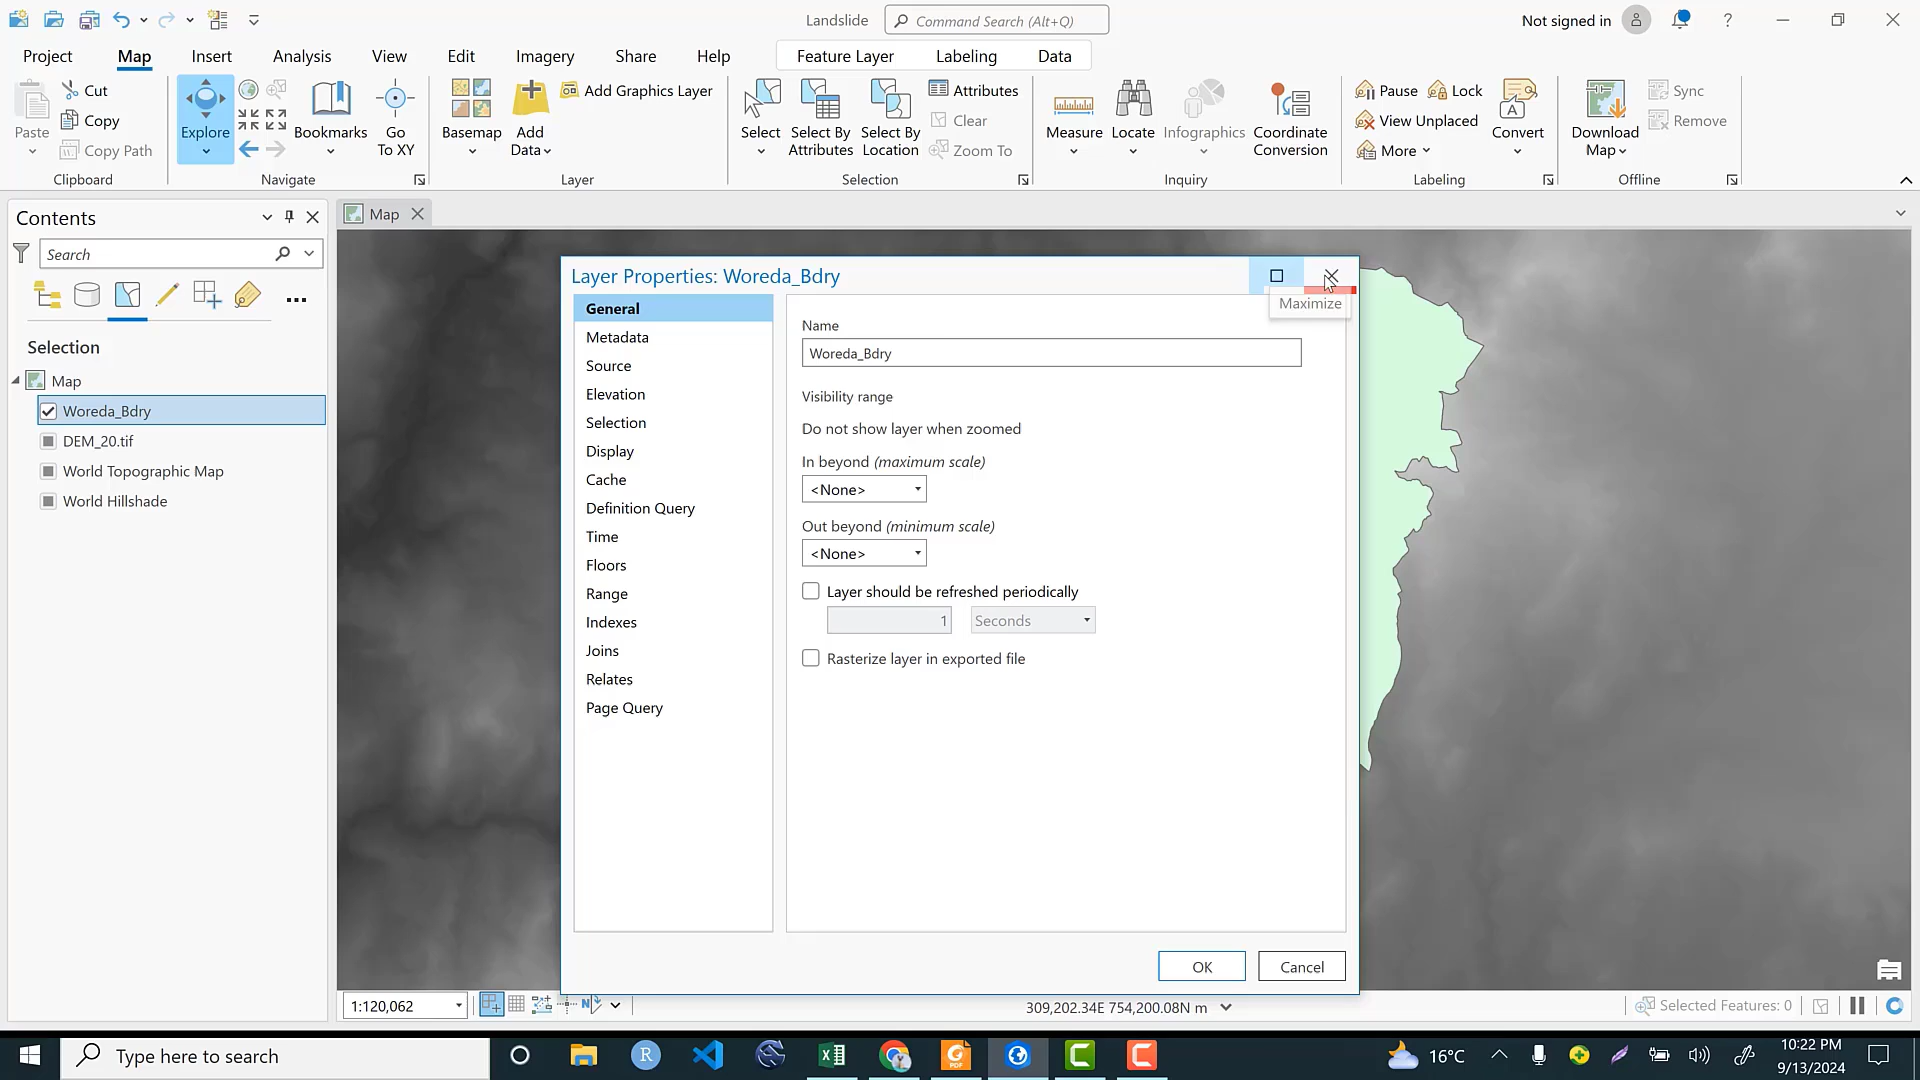 Landslide
Command Search (Alt+Q)
Not signed in
?
Project
Map
Insert
Analysis
View
Edit
Imagery
Share
Help
Feature Layer
Labeling
Data
Paste
Cut
Copy
Copy Path
Clipboard
Explore
Bookmarks
Go
To XY
Navigate
Basemap
Add
Data
Add Graphics Layer
Layer
Select
Select By
Attributes
Select By
Location
Attributes
Clear
Zoom To
Selection
Measure
Locate
Infographics
Coordinate
Conversion
Inquiry
Pause
Lock
View Unplaced
More
Convert
Labeling
Download
Map
Sync
Remove
Offline
Contents
Search
Selection
Map
Woreda_Bdry
DEM_20.tif
World Topographic Map
World Hillshade
Map
Layer Properties: Woreda_Bdry
Maximize
General
Metadata
Source
Elevation
Selection
Display
Cache
Definition Query
Time
Floors
Range
Indexes
Joins
Relates
Page Query
Name
Woreda_Bdry
Visibility range
Do not show layer when zoomed
In beyond (maximum scale)
<None>
Out beyond (minimum scale)
<None>
Layer should be refreshed periodically
1 Seconds
Rasterize layer in exported file
OK
Cancel
1:120,062
309,202.34E 754,200.08N m
Selected Features: 0
Type here to search
16°C
10:22 PM
9/13/2024